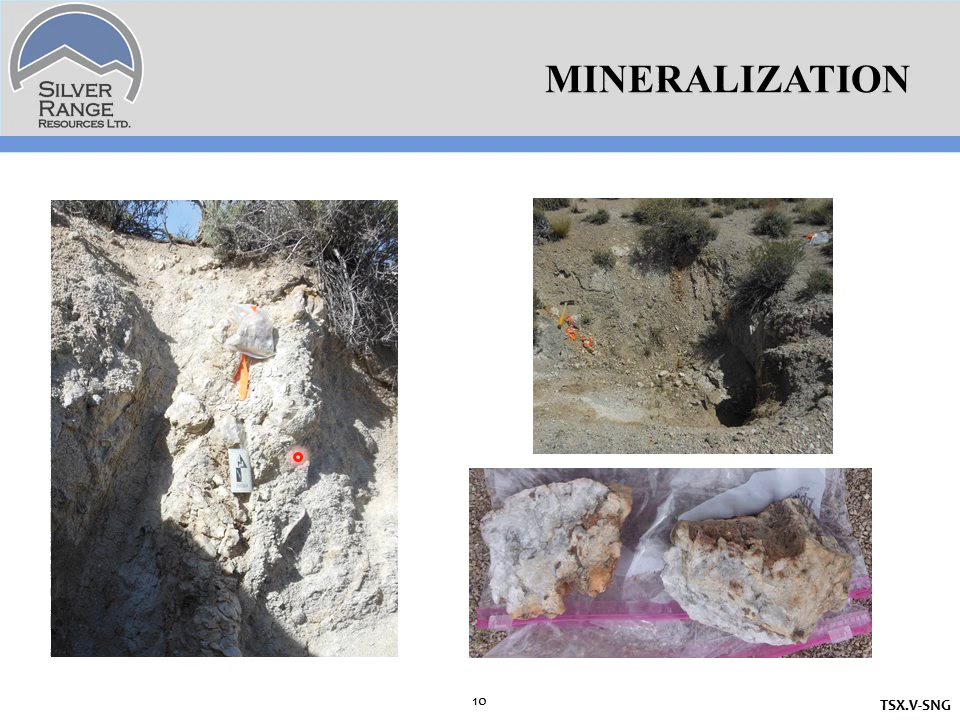 SILVER
RANGE
RESOURCES LTD.
MINERALIZATION
10
TSX.V-SNG